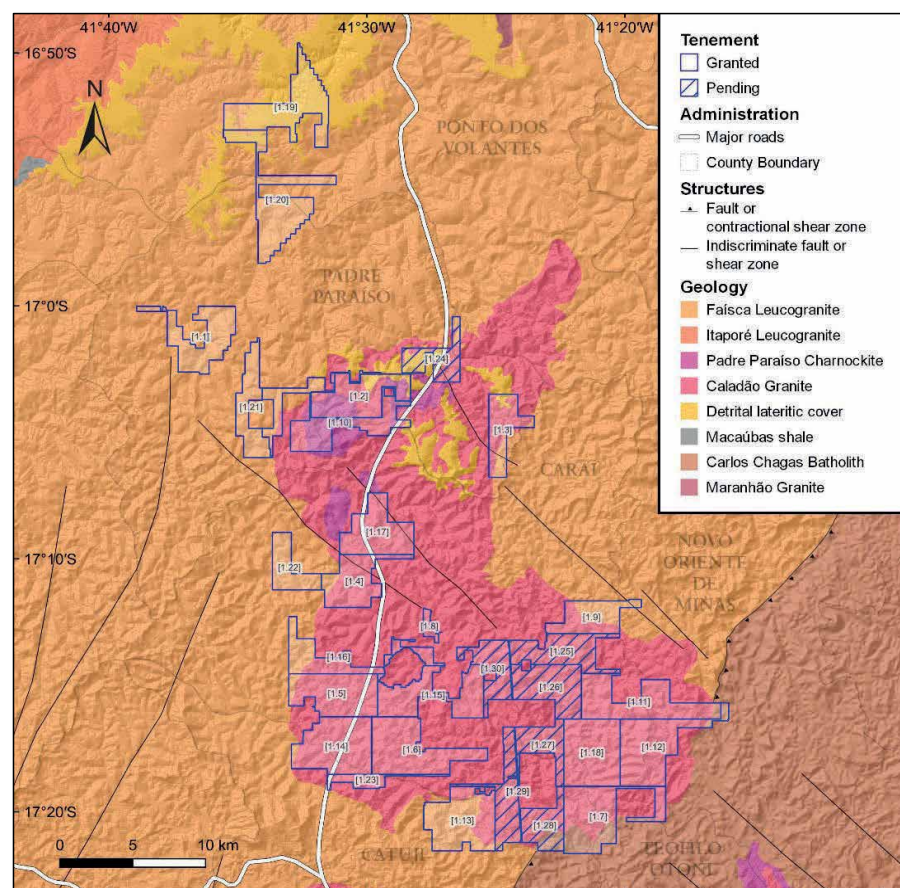 41°40'W
41°30'W
41°20'W
16°50'S
17°0'S
17°10'S
17°20'S
N
PONTO DOS
VOLANTES
PADRE
PARAÍSO
CARAÍ
NOVO
ORIENTE
DE
MINAS
CATUJI
TEÓFILO
OTONI
[1.19]
[1.20]
[1.1]
[1.24]
[1.2]
[1.21]
[1.10]
[1.3]
[1.17]
[1.22]
[1.4]
[1.9]
[1.8]
[1.25]
[1.16]
[1.30]
[1.26]
[1.5]
[1.15]
[1.11]
[1.14]
[1.6]
[1.27]
[1.18]
[1.12]
[1.23]
[1.29]
[1.13]
[1.28]
[1.7]
0 5 10 km
Tenement
Granted
Pending
Administration
Major roads
County Boundary
Structures
Fault or
contractional shear zone
Indiscriminate fault or
shear zone
Geology
Faísca Leucogranite
Itaporé Leucogranite
Padre Paraíso Charnockite
Caladão Granite
Detrital lateritic cover
Macaúbas shale
Carlos Chagas Batholith
Maranhão Granite